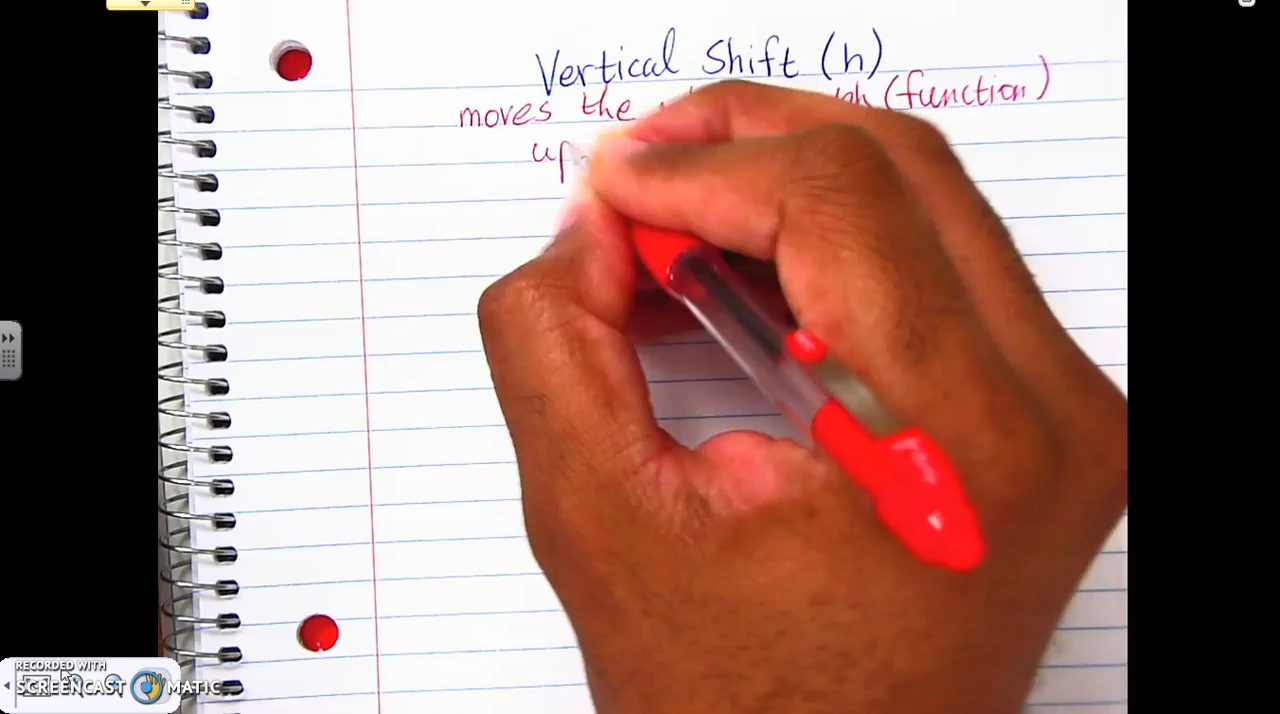 Vertical Shift (h)
moves the (function)
up
RECORDED WITH
SCREENCAST MATIC